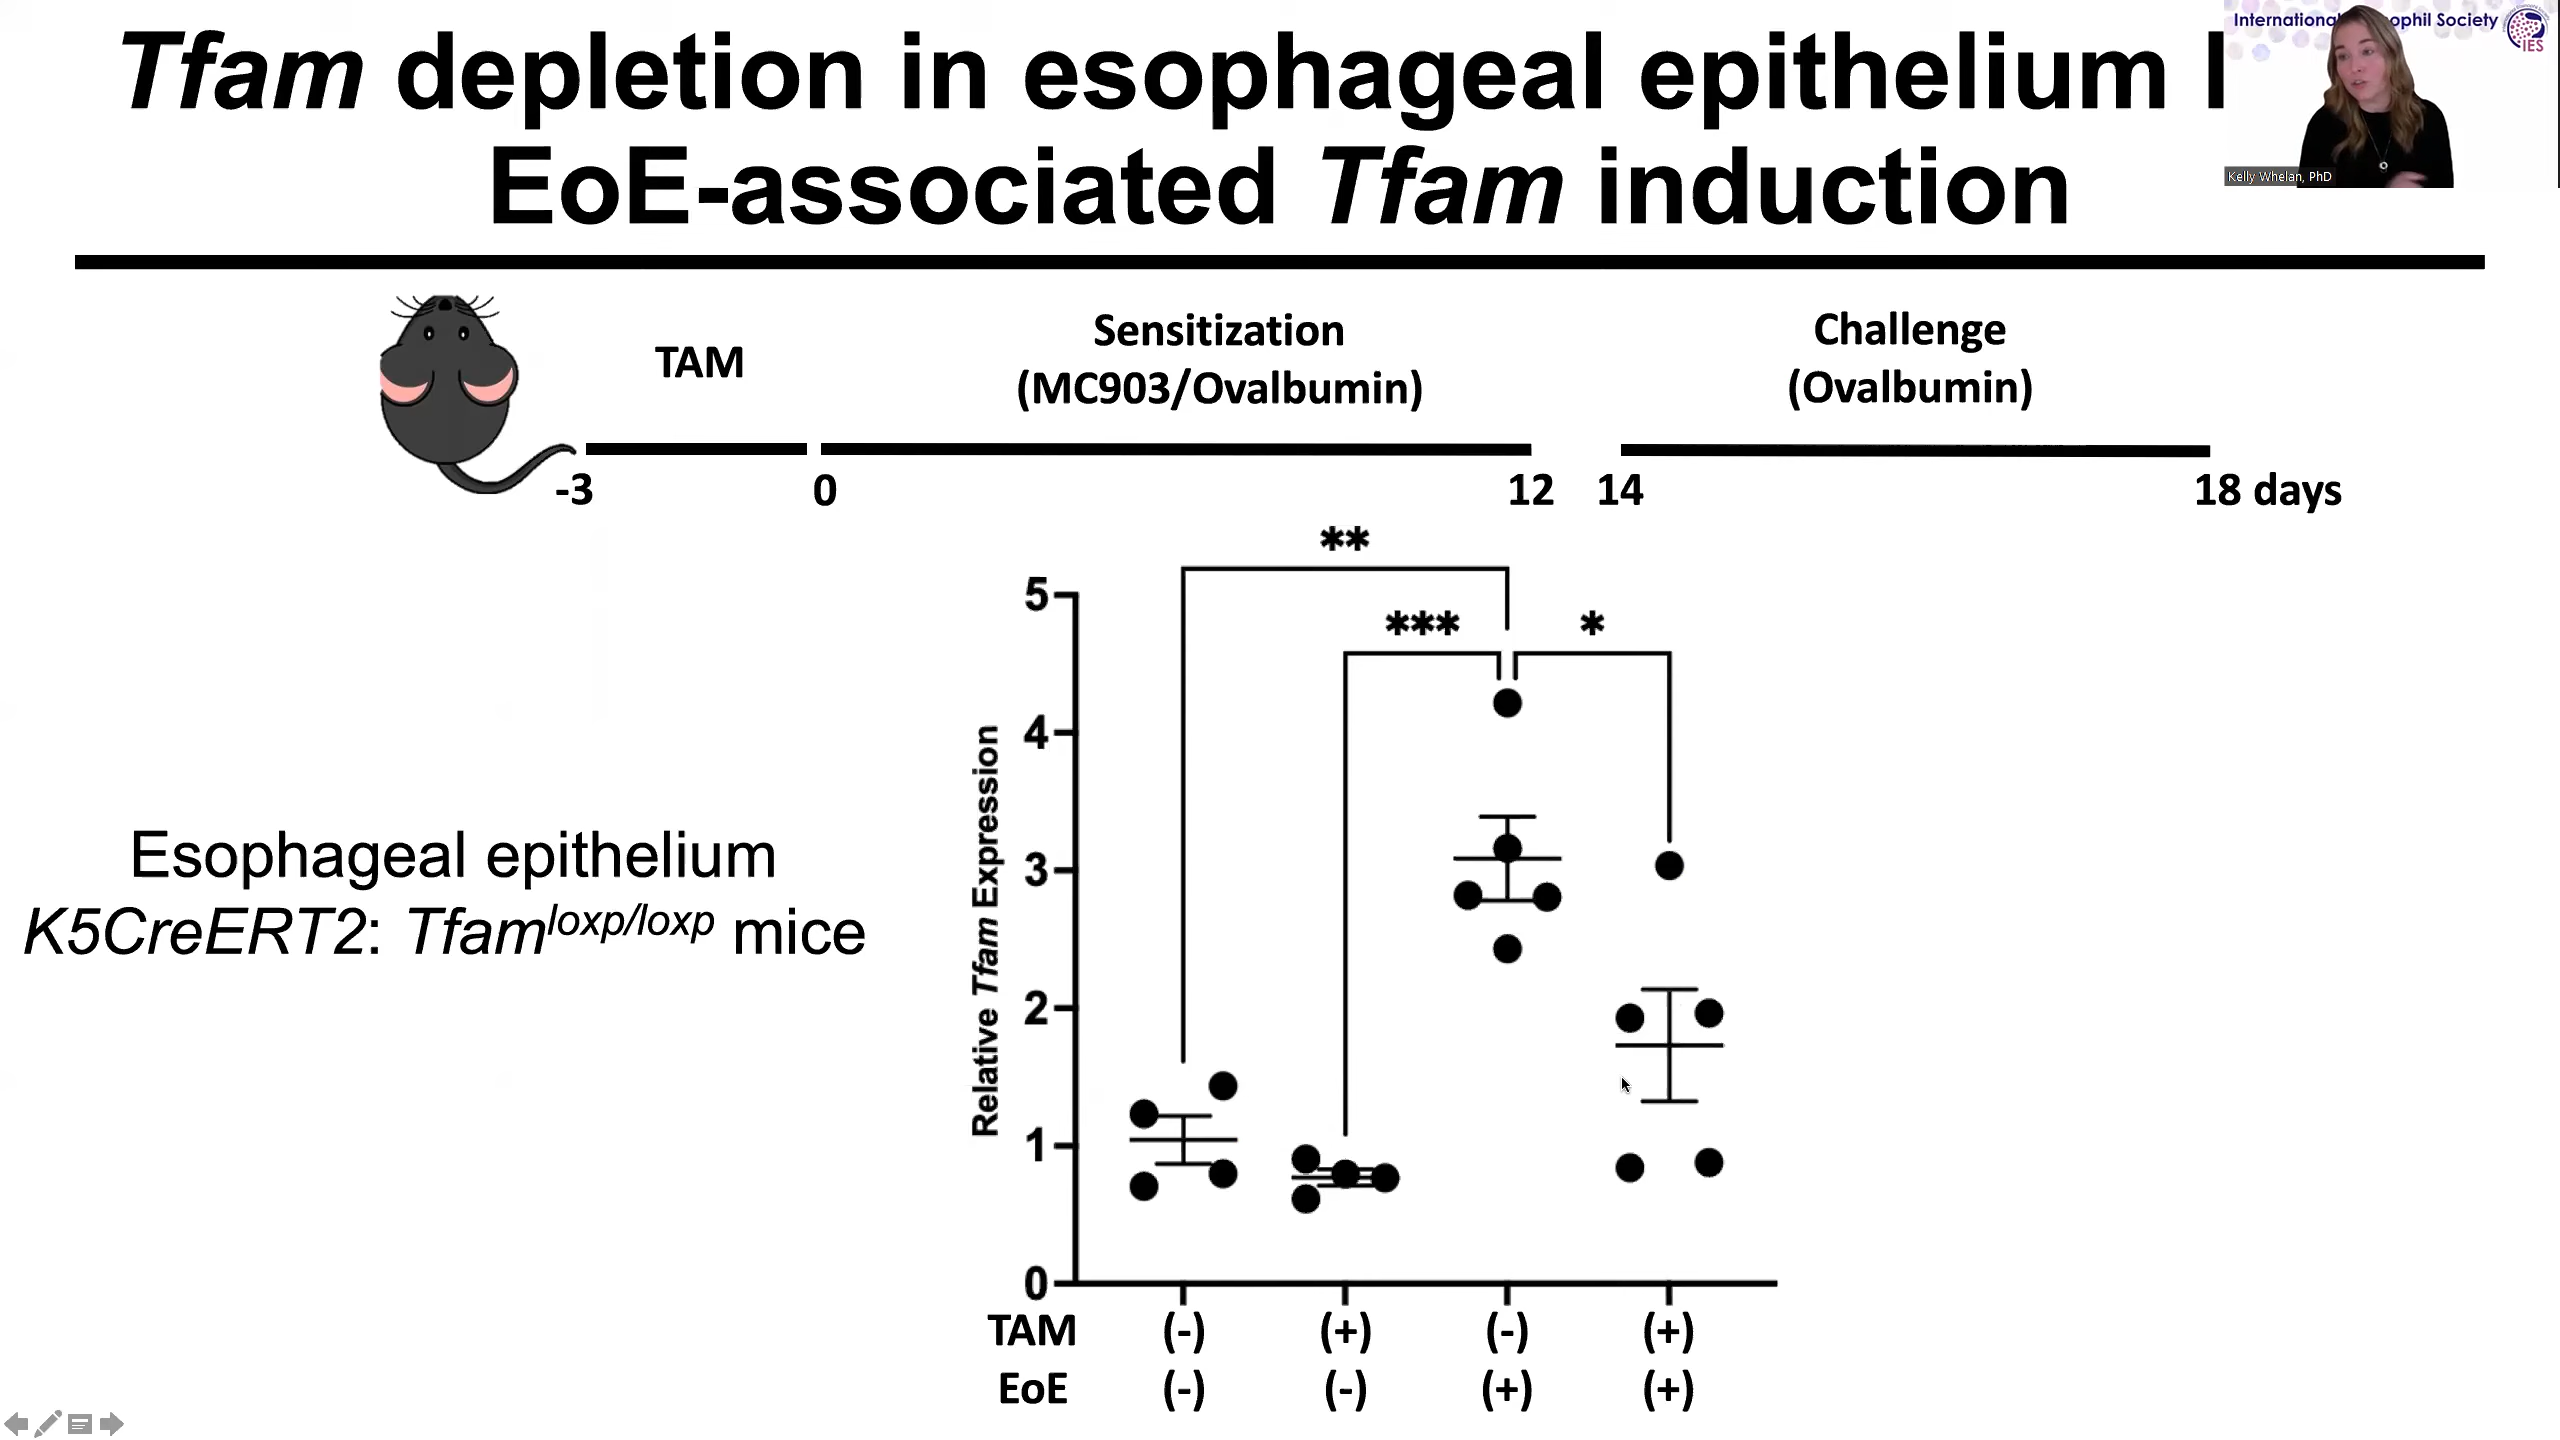 Tfam depletion in esophageal epithelium
EoE-associated Tfam induction
International
Society
IES
Kelly Whelan, PhD
TAM
Sensitization
(MC903/Ovalbumin)
Challenge
(Ovalbumin)
-3
0
12
14
18 days
Esophageal epithelium
K5CreERT2: Tfamloxp/loxp mice
**
***
*
Relative Tfam Expression
5
4
3
2
1
0
TAM (-) (+) (-) (+)
EoE (-) (-) (+) (+)